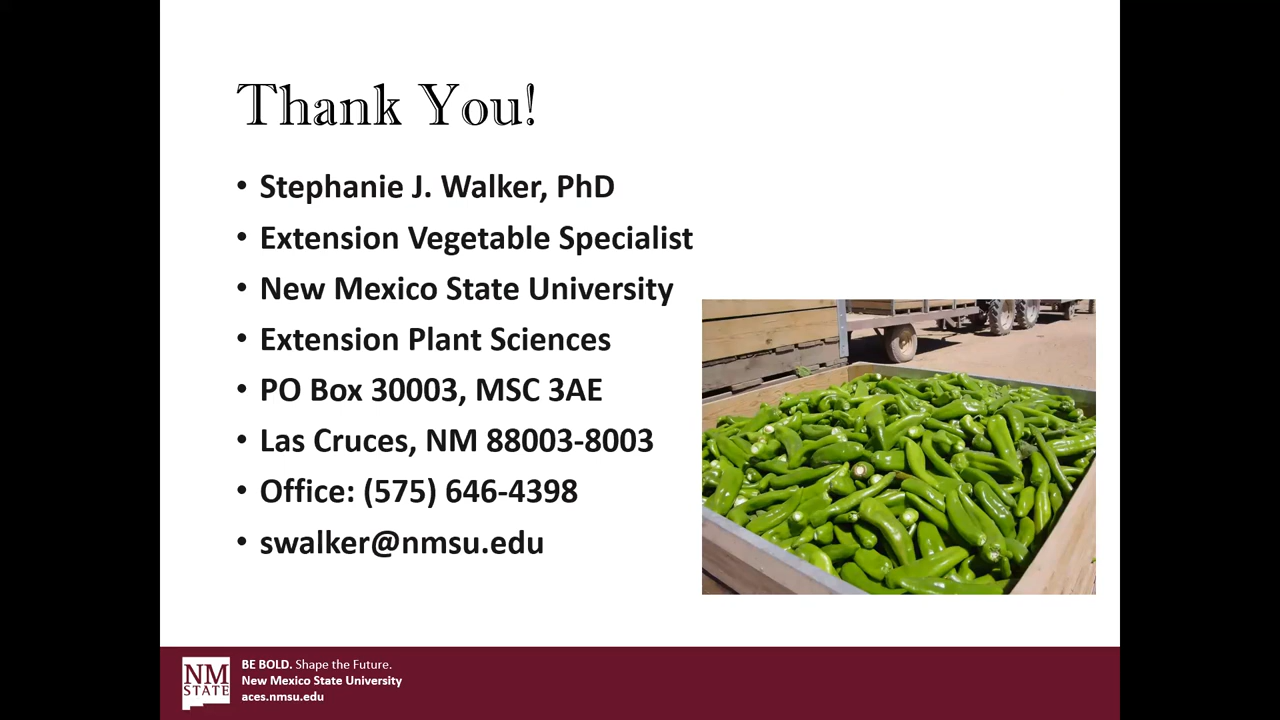 Thank You!
• Stephanie J. Walker, PhD
• Extension Vegetable Specialist
• New Mexico State University
• Extension Plant Sciences
• PO Box 30003, MSC 3AE
• Las Cruces, NM 88003-8003
• Office: (575) 646-4398
• swalker@nmsu.edu
NM
STATE
BE BOLD. Shape the Future.
New Mexico State University
aces.nmsu.edu